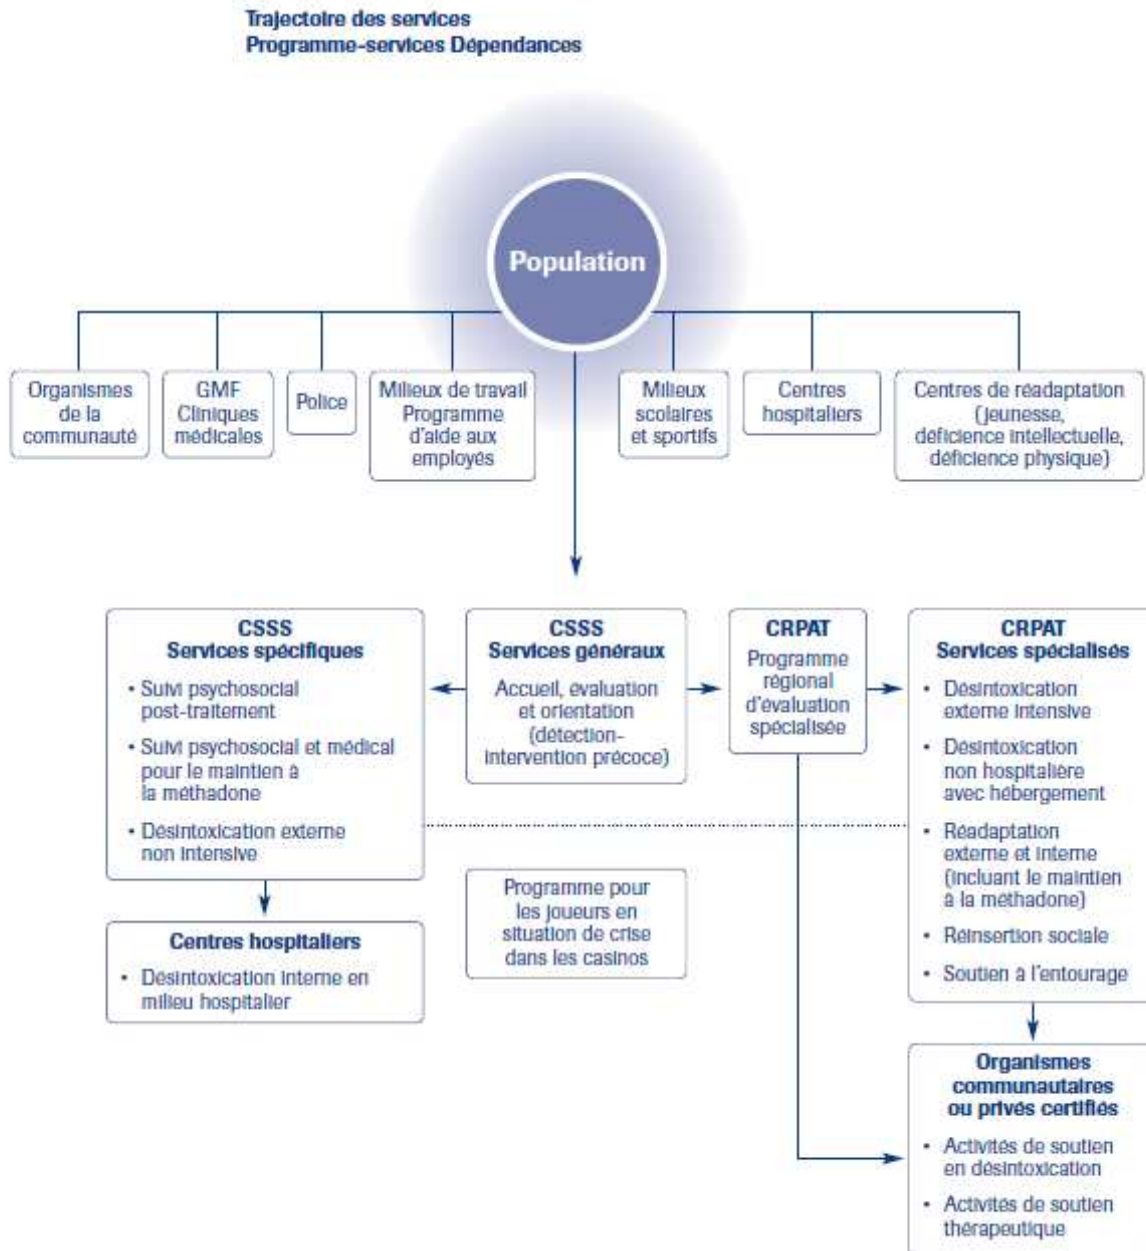 Trajectoire des services
Programme-services Dépendances
Population
Organismes
de la
communauté
GMF
Cliniques
médicales
Police
Milieux de travail
Programme
d'aide aux
employés
Milieux
scolaires
et sportifs
Centres
hospitaliers
Centres de réadaptation
(jeunesse,
déficience intellectuelle,
déficience physique)
CSSS
Services spécifiques
• Suivi psychosocial
post-traitement
• Suivi psychosocial et médical
pour le maintien à
la méthadone
• Désintoxication externe
non intensive
CSSS
Services généraux
Accueil, évaluation
et orientation
(détection-
intervention précoce)
CRPAT
Programme
régional
d'évaluation
spécialisée
CRPAT
Services spécialisés
• Désintoxication
externe intensive
• Désintoxication
non hospitalière
avec hébergement
• Réadaptation
externe et interne
(incluant le maintien
à la méthadone)
• Réinsertion sociale
• Soutien à l'entourage
Centres hospitaliers
• Désintoxication interne en
milieu hospitalier
Programme pour
les joueurs en
situation de crise
dans les casinos
Organismes
communautaires
ou privés certifiés
• Activités de soutien
en désintoxication
• Activités de soutien
thérapeutique